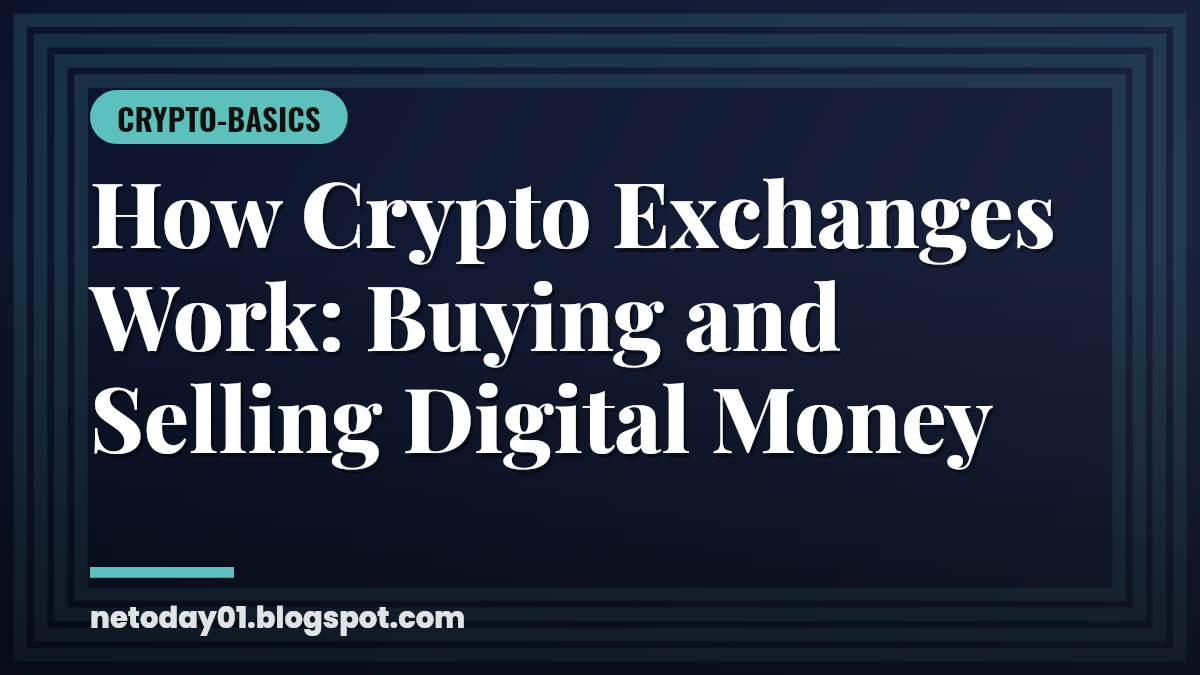 CRYPTO-BASICS
How Crypto Exchanges
Work: Buying and
Selling Digital Money
netoday01.blogspot.com